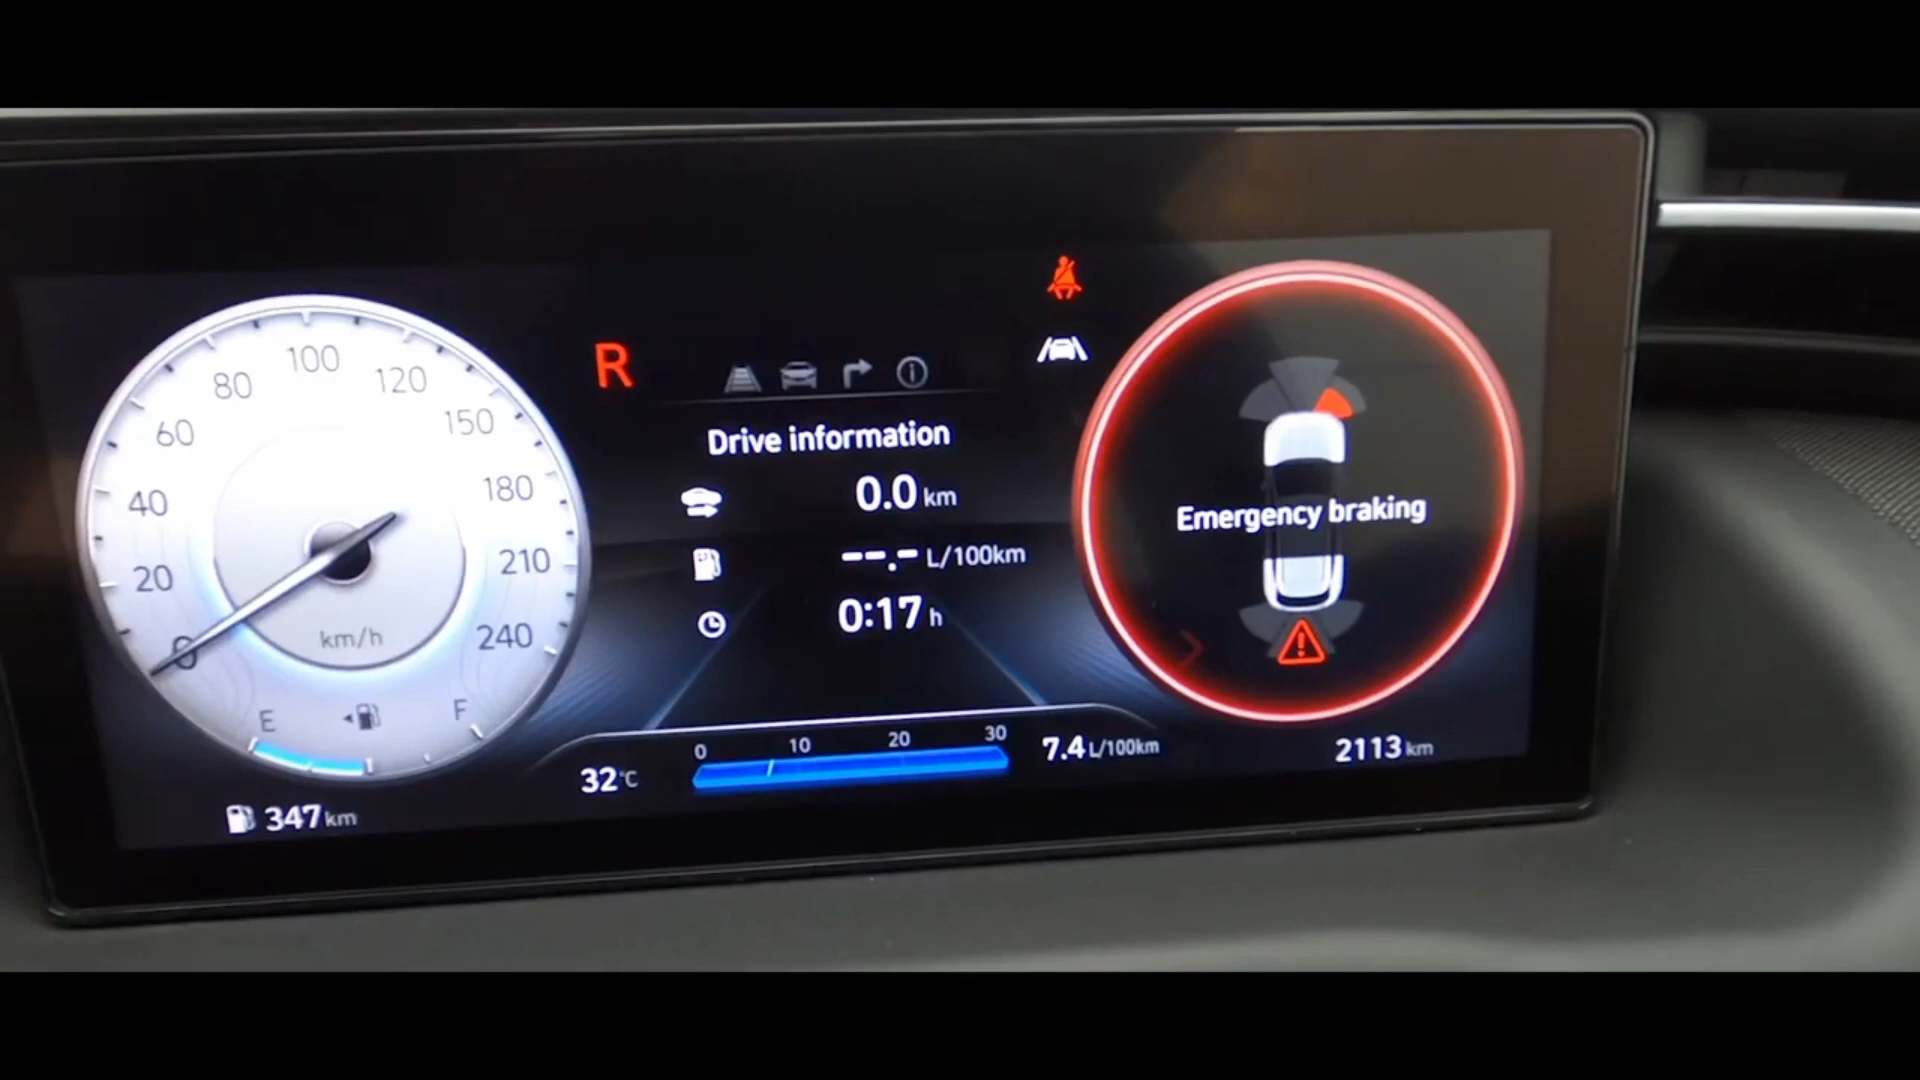 R
Drive information
0.0 km
--.- L/100km
0:17 h
0
20
40
60
80
100
120
150
180
210
240
km/h
E
F
347 km
32°C
0 10 20 30
7.4 L/100km
Emergency braking
2113 km